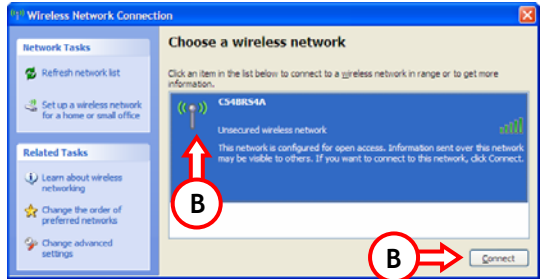 Wireless Network Connection
Network Tasks
Refresh network list
Set up a wireless network
for a home or small office
Related Tasks
Learn about wireless
networking
Change the order of
preferred networks
Change advanced
settings
Choose a wireless network
Click an item in the list below to connect to a wireless network in range or to get more
information.
C54BRS4A
Unsecured wireless network
This network is configured for open access. Information sent over this network
may be visible to others. If you want to connect to this network, click Connect.
B
B
Connect